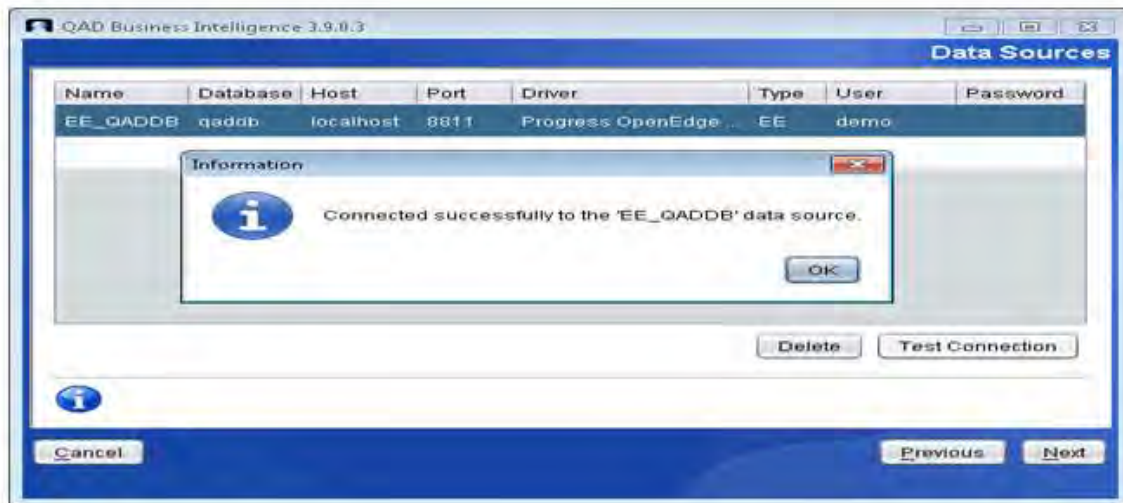 QAD Business Intelligence 3.9.0.3
Data Sources
Name Database Host Port Driver Type User Password
EE_QADDB qaddb localhost 8811 Progress OpenEdge ... EE demo
Information
Connected successfully to the 'EE_QADDB' data source.
OK
Delete Test Connection
Cancel Previous Next